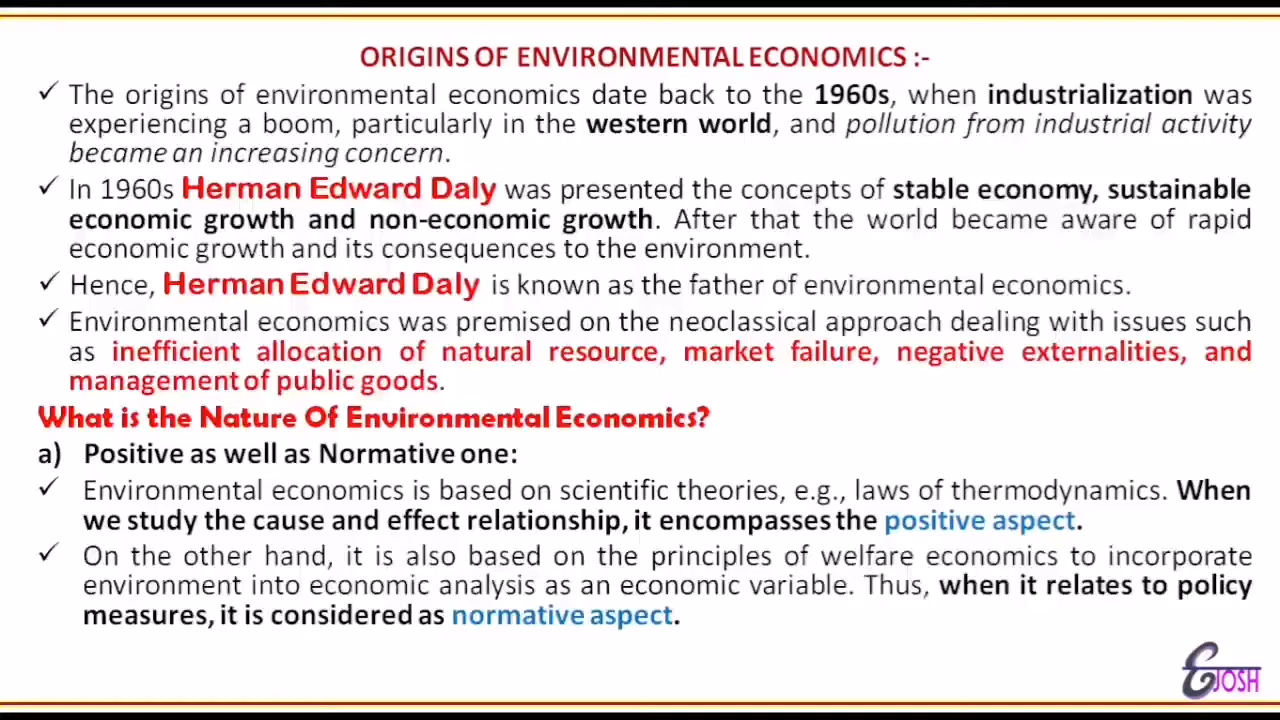 ORIGINS OF ENVIRONMENTAL ECONOMICS :-
✓ The origins of environmental economics date back to the 1960s, when industrialization was
experiencing a boom, particularly in the western world, and pollution from industrial activity
became an increasing concern.
✓ In 1960s Herman Edward Daly was presented the concepts of stable economy, sustainable
economic growth and non-economic growth. After that the world became aware of rapid
economic growth and its consequences to the environment.
✓ Hence, Herman Edward Daly is known as the father of environmental economics.
✓ Environmental economics was premised on the neoclassical approach dealing with issues such
as inefficient allocation of natural resource, market failure, negative externalities, and
management of public goods.
What is the Nature Of Environmental Economics?
a) Positive as well as Normative one:
✓ Environmental economics is based on scientific theories, e.g., laws of thermodynamics. When
we study the cause and effect relationship, it encompasses the positive aspect.
✓ On the other hand, it is also based on the principles of welfare economics to incorporate
environment into economic analysis as an economic variable. Thus, when it relates to policy
measures, it is considered as normative aspect.
EJOSH